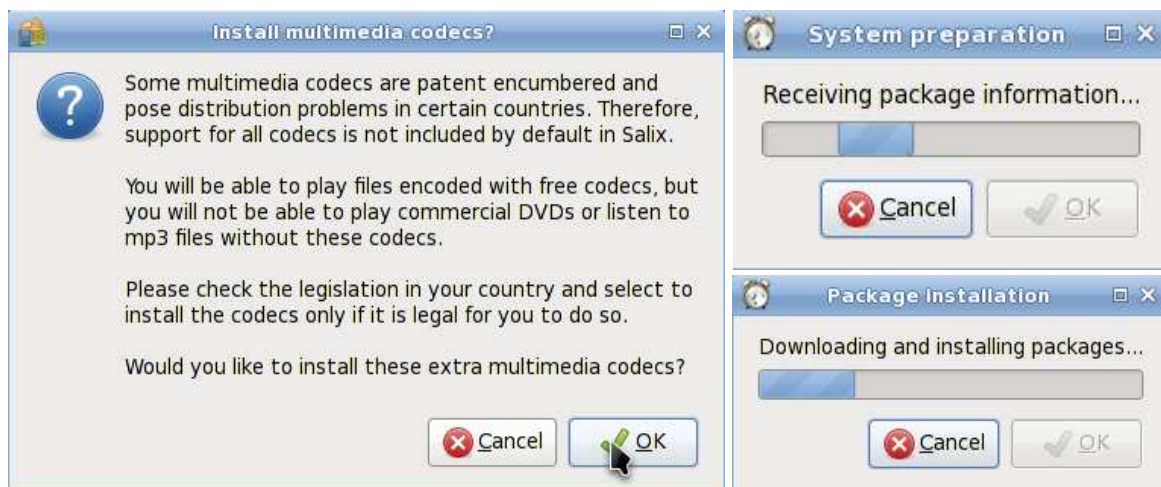 Install multimedia codecs?
Some multimedia codecs are patent encumbered and
pose distribution problems in certain countries. Therefore,
support for all codecs is not included by default in Salix.
You will be able to play files encoded with free codecs, but
you will not be able to play commercial DVDs or listen to
mp3 files without these codecs.
Please check the legislation in your country and select to
install the codecs only if it is legal for you to do so.
Would you like to install these extra multimedia codecs?
Cancel OK
System preparation
Receiving package information...
Cancel OK
Package Installation
Downloading and installing packages...
Cancel OK